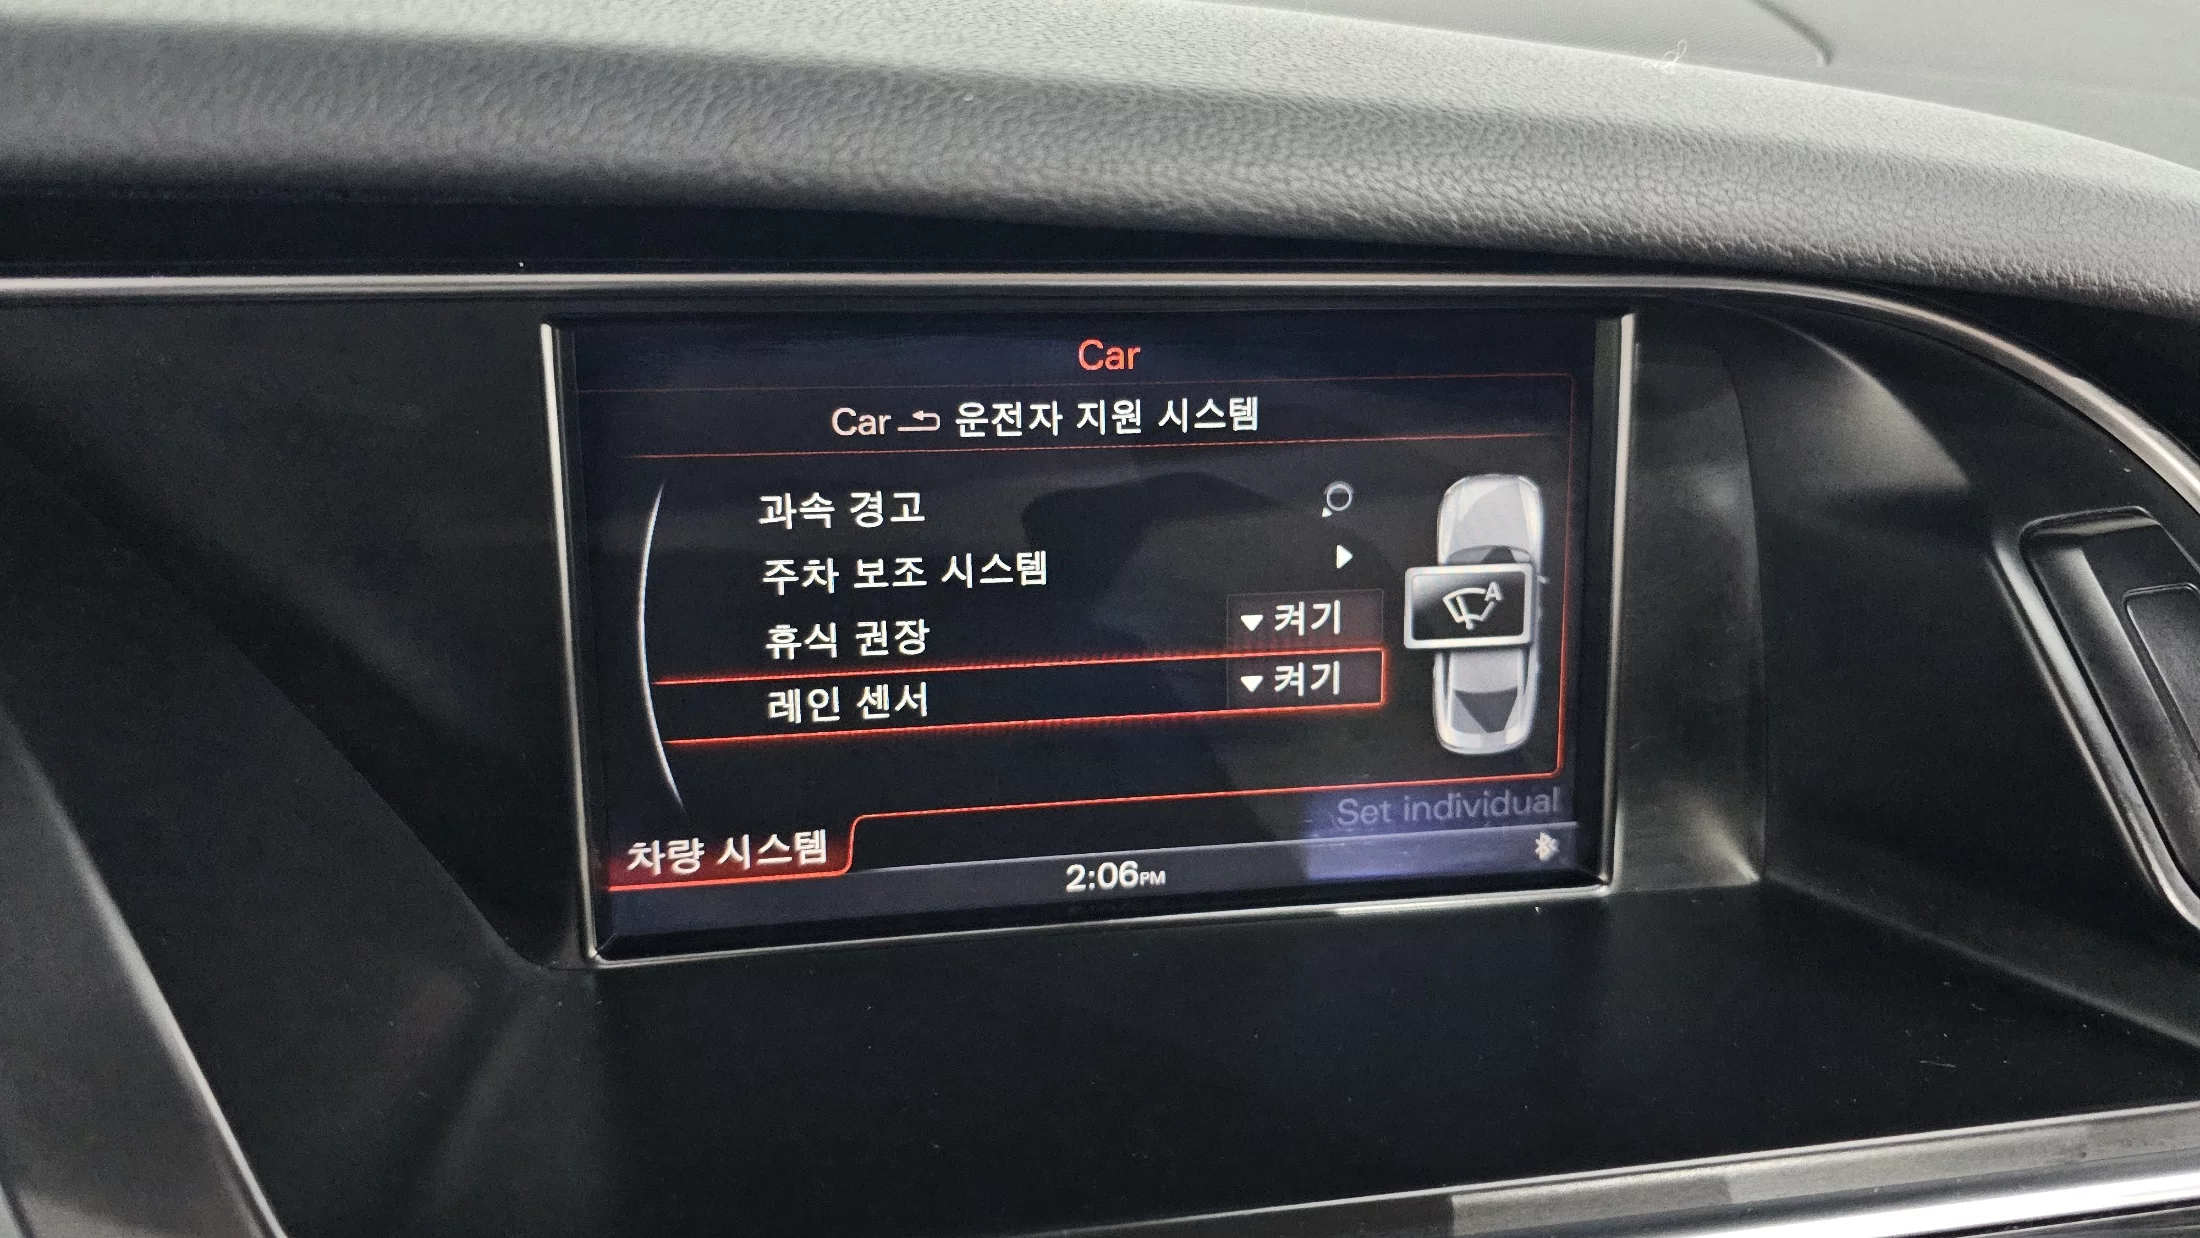 Car
Car 운전자 지원 시스템
과속 경고
주차 보조 시스템
휴식 권장 켜기
레인 센서 켜기
A
Set individual
차량 시스템
2:06PM